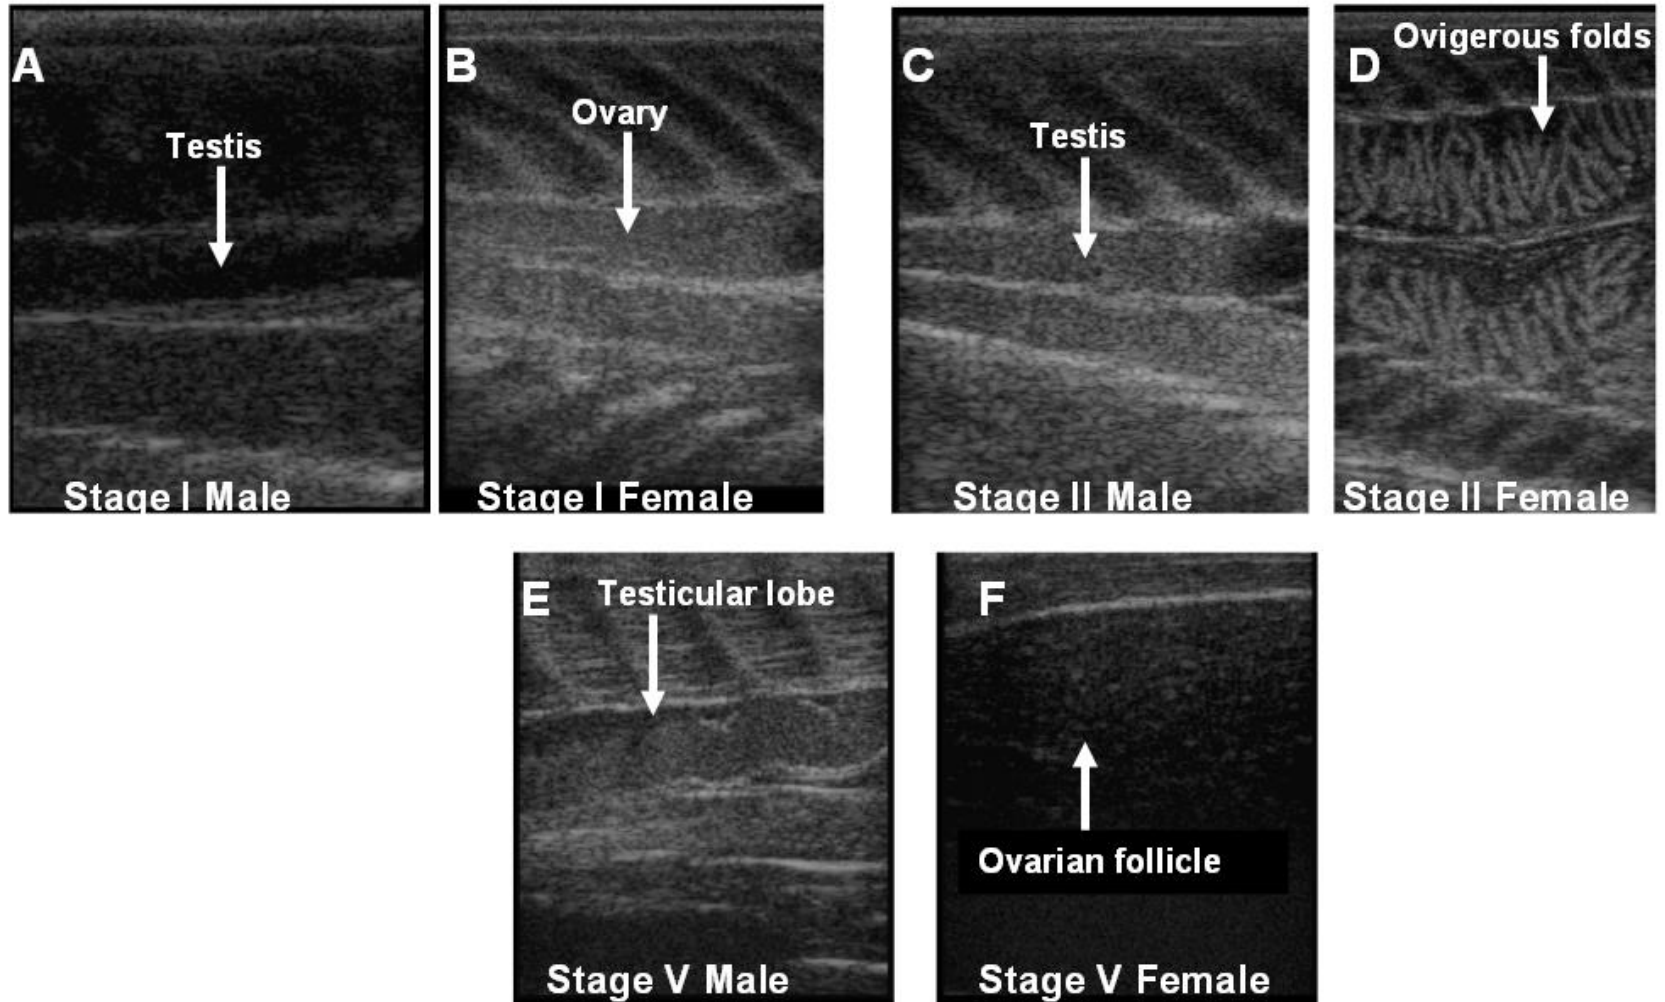 A
Testis
Stage I Male
B
Ovary
Stage I Female
C
Testis
Stage II Male
D
Ovigerous folds
Stage II Female
E
Testicular lobe
Stage V Male
F
Ovarian follicle
Stage V Female